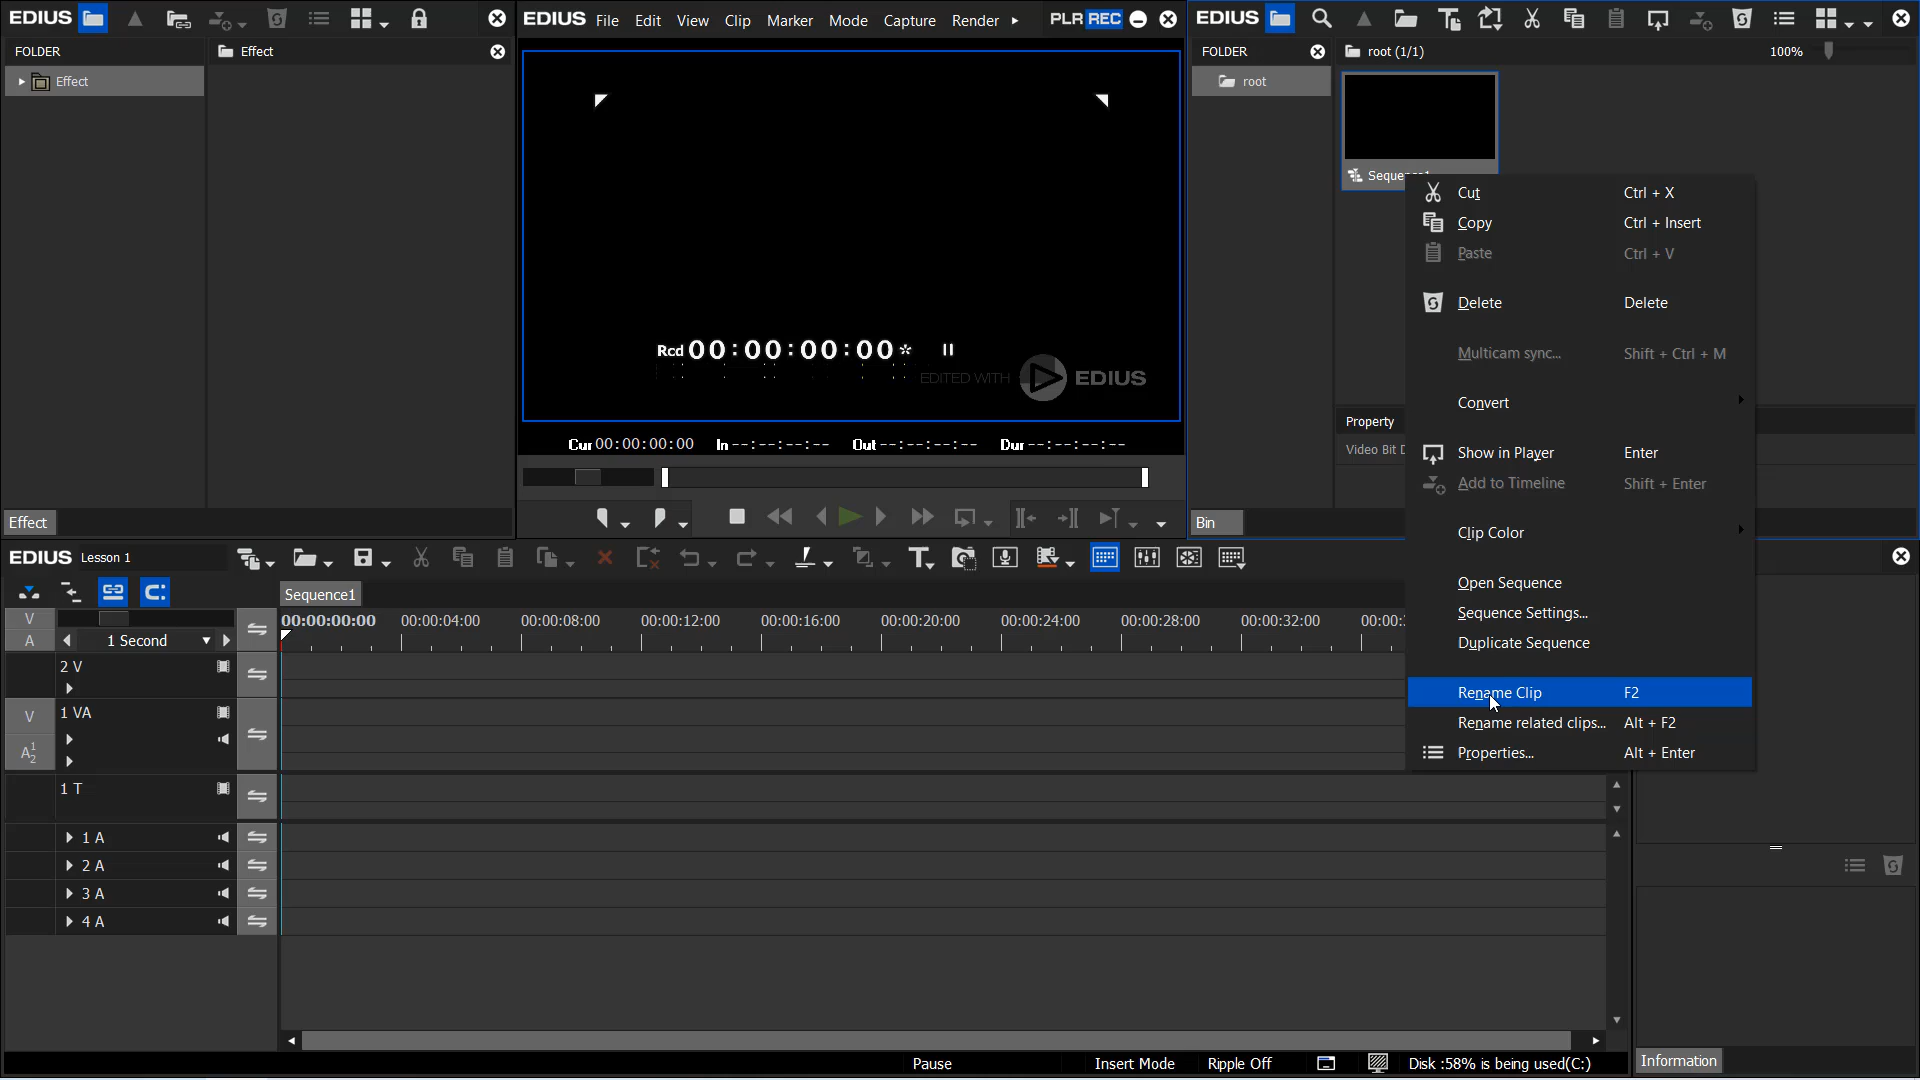 EDIUS
FOLDER
Effect
Effect
Effect
EDIUS File Edit View Clip Marker Mode Capture Render PLR REC
Rcd 00:00:00:00*
EDITED WITH EDIUS
Cur 00:00:00:00 In --:--:--:-- Out --:--:--:-- Dur --:--:--:--
EDIUS
FOLDER
root
root (1/1)
100%
Property
Bin
Cut Ctrl + X
Copy Ctrl + Insert
Paste Ctrl + V
Delete Delete
Multicam sync... Shift + Ctrl + M
Convert
Show in Player Enter
Add to Timeline Shift + Enter
Clip Color
Open Sequence
Sequence Settings...
Duplicate Sequence
Rename Clip F2
Rename related clips... Alt + F2
Properties... Alt + Enter
EDIUS Lesson 1
Sequence1
V
A 1 Second
00:00:00:00 00:00:04:00 00:00:08:00 00:00:12:00 00:00:16:00 00:00:20:00 00:00:24:00 00:00:28:00 00:00:32:00 00:00:
2 V
V 1 VA
A12
1 T
1 A
2 A
3 A
4 A
Pause Insert Mode Ripple Off Disk :58% is being used(C:)
Information